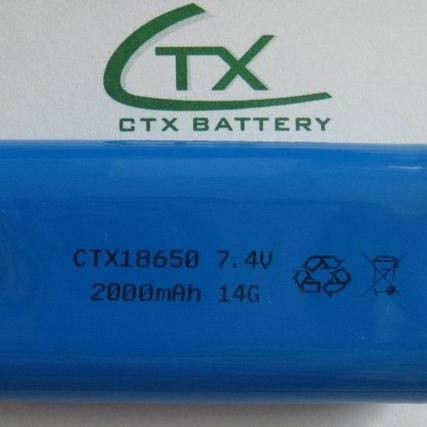 CTX
CTX BATTERY
CTX18650 7.4V
2000mAh 14G